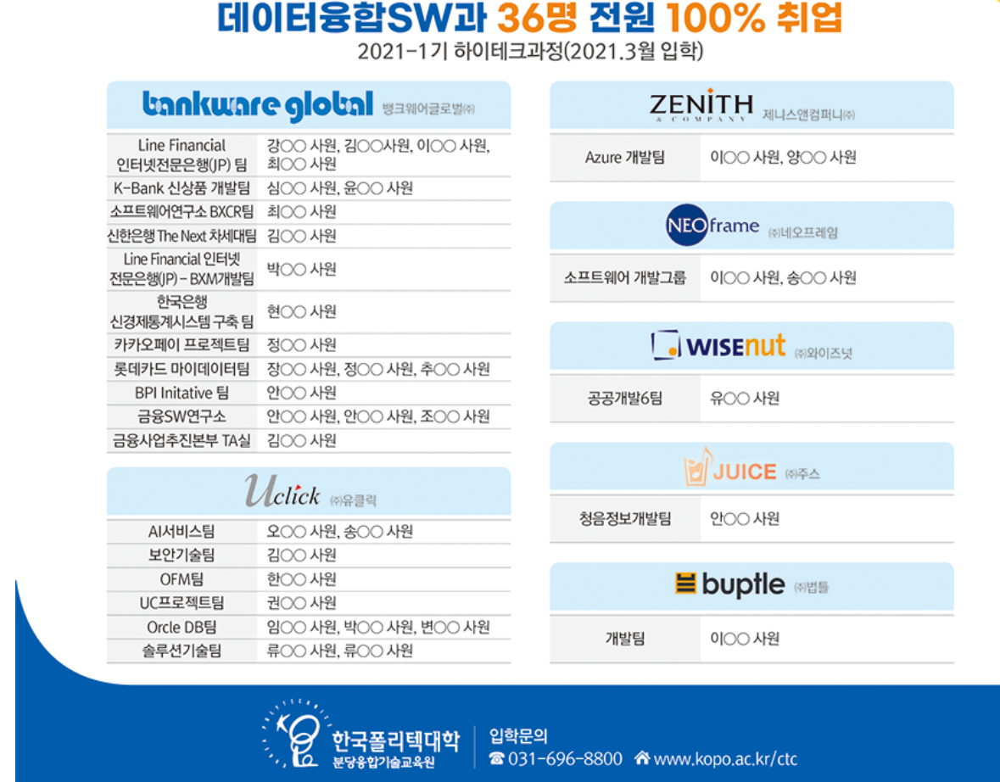 데이터융합SW과 36명 전원 100% 취업
2021-1기 하이테크과정(2021.3월 입학)
bankware global 뱅크웨어글로벌㈜
Line Financial
인터넷전문은행(JP) 팀
강○○ 사원, 김○○사원, 이○○ 사원,
최○○ 사원
K-Bank 신상품 개발팀 심○○ 사원, 윤○○ 사원
소프트웨어연구소 BXCR팀 최○○ 사원
신한은행 The Next 차세대팀 김○○ 사원
Line Financial 인터넷
전문은행(JP) - BXM개발팀
박○○ 사원
한국은행
신경제통계시스템 구축 팀
현○○ 사원
카카오페이 프로젝트팀 정○○ 사원
롯데카드 마이데이터팀 장○○ 사원, 정○○ 사원, 추○○ 사원
BPI Initative 팀 안○○ 사원
금융SW연구소 안○○ 사원, 안○○ 사원, 조○○ 사원
금융사업추진본부 TA실 김○○ 사원
Uclick ㈜유클릭
AI서비스팀 오○○ 사원, 송○○ 사원
보안기술팀 김○○ 사원
OFM팀 한○○ 사원
UC프로젝트팀 권○○ 사원
Orcle DB팀 임○○ 사원, 박○○ 사원, 변○○ 사원
솔루션기술팀 류○○ 사원, 류○○ 사원
ZENITH
& COMPANY 제니스앤컴퍼니㈜
Azure 개발팀 이○○ 사원, 양○○ 사원
NEOframe ㈜네오프레임
소프트웨어 개발그룹 이○○ 사원, 송○○ 사원
WISEnut ㈜와이즈넛
공공개발6팀 유○○ 사원
JUICE ㈜주스
청음정보개발팀 안○○ 사원
buptle ㈜법틀
개발팀 이○○ 사원
한국폴리텍대학
분당융합기술교육원
입학문의
☎031-696-8800 www.kopo.ac.kr/ctc